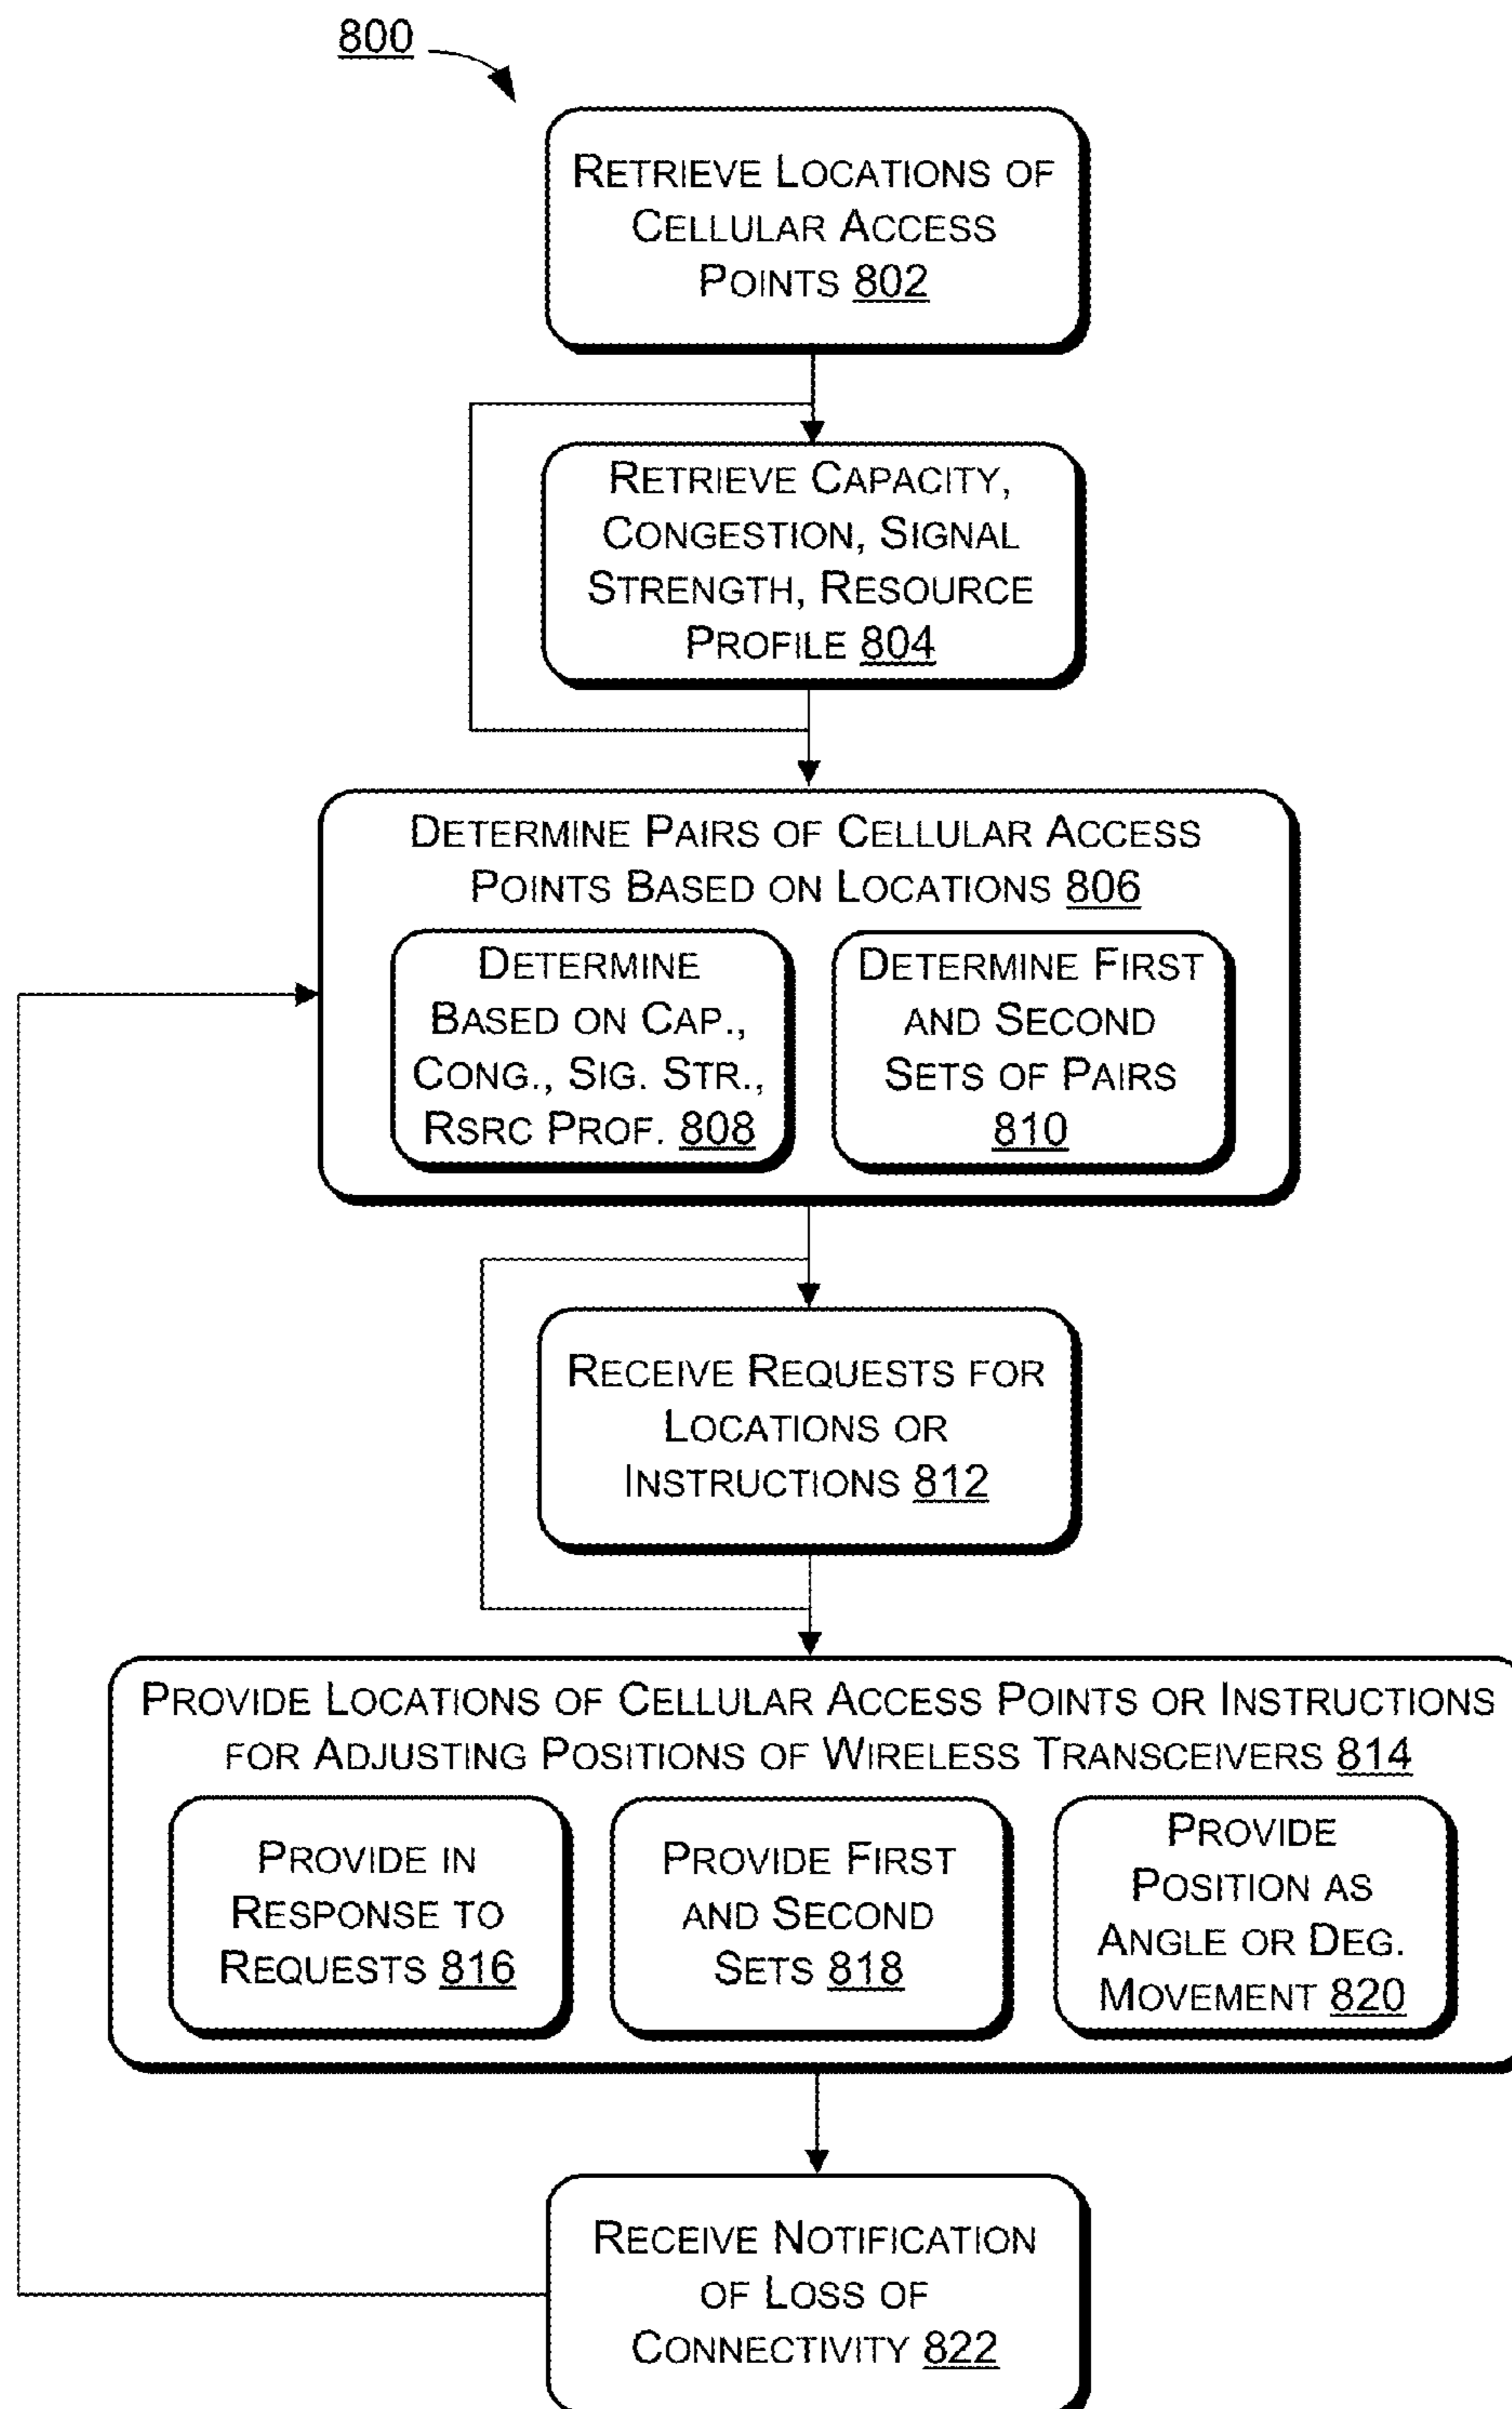 800
RETRIEVE LOCATIONS OF
CELLULAR ACCESS
POINTS 802
RETRIEVE CAPACITY,
CONGESTION, SIGNAL
STRENGTH, RESOURCE
PROFILE 804
DETERMINE PAIRS OF CELLULAR ACCESS
POINTS BASED ON LOCATIONS 806
DETERMINE
BASED ON CAP.,
CONG., SIG. STR.,
RSRC PROF. 808
DETERMINE FIRST
AND SECOND
SETS OF PAIRS
810
RECEIVE REQUESTS FOR
LOCATIONS OR
INSTRUCTIONS 812
PROVIDE LOCATIONS OF CELLULAR ACCESS POINTS OR INSTRUCTIONS
FOR ADJUSTING POSITIONS OF WIRELESS TRANSCEIVERS 814
PROVIDE IN
RESPONSE TO
REQUESTS 816
PROVIDE FIRST
AND SECOND
SETS 818
PROVIDE
POSITION AS
ANGLE OR DEG.
MOVEMENT 820
RECEIVE NOTIFICATION
OF LOSS OF
CONNECTIVITY 822